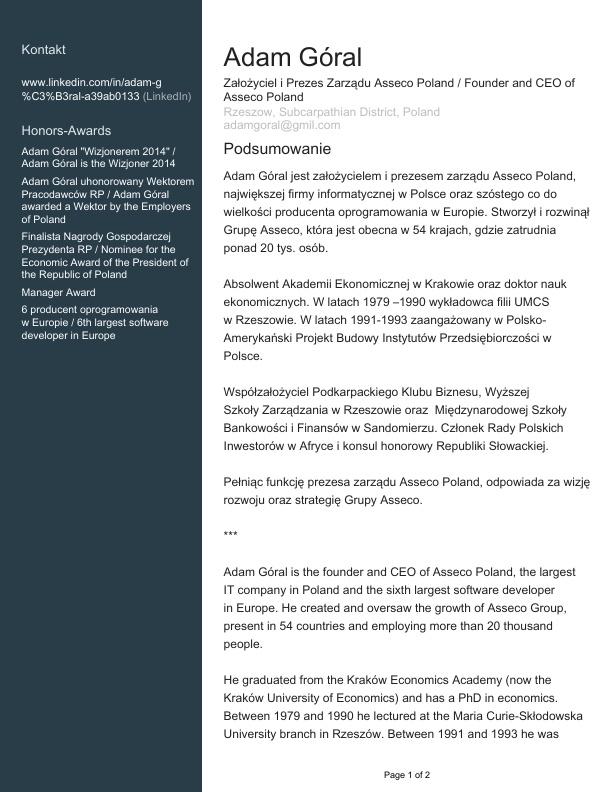 Kontakt
www.linkedin.com/in/adam-g
%C3%B3ral-a39ab0133 (LinkedIn)
Honors-Awards
Adam Góral "Wizjonerem 2014" /
Adam Góral is the Wizjoner 2014
Adam Góral uhonorowany Wektorem
Pracodawców RP / Adam Góral
awarded a Wektor by the Employers
of Poland
Finalista Nagrody Gospodarczej
Prezydenta RP / Nominee for the
Economic Award of the President of
the Republic of Poland
Manager Award
6 producent oprogramowania
w Europie / 6th largest software
developer in Europe
Adam Góral
Założyciel i Prezes Zarządu Asseco Poland / Founder and CEO of
Asseco Poland
Rzeszow, Subcarpathian District, Poland
adamgoral@gmil.com
Podsumowanie
Adam Góral jest założycielem i prezesem zarządu Asseco Poland,
największej firmy informatycznej w Polsce oraz szóstego co do
wielkości producenta oprogramowania w Europie. Stworzył i rozwinął
Grupę Asseco, która jest obecna w 54 krajach, gdzie zatrudnia
ponad 20 tys. osób.
Absolwent Akademii Ekonomicznej w Krakowie oraz doktor nauk
ekonomicznych. W latach 1979 –1990 wykładowca filii UMCS
w Rzeszowie. W latach 1991-1993 zaangażowany w Polsko-
Amerykański Projekt Budowy Instytutów Przedsiębiorczości w
Polsce.
Współzałożyciel Podkarpackiego Klubu Biznesu, Wyższej
Szkoły Zarządzania w Rzeszowie oraz  Międzynarodowej Szkoły
Bankowości i Finansów w Sandomierzu. Członek Rady Polskich
Inwestorów w Afryce i konsul honorowy Republiki Słowackiej.
Pełniąc funkcję prezesa zarządu Asseco Poland, odpowiada za wizję
rozwoju oraz strategię Grupy Asseco.
***
Adam Góral is the founder and CEO of Asseco Poland, the largest
IT company in Poland and the sixth largest software developer
in Europe. He created and oversaw the growth of Asseco Group,
present in 54 countries and employing more than 20 thousand
people.
He graduated from the Kraków Economics Academy (now the
Kraków University of Economics) and has a PhD in economics.
Between 1979 and 1990 he lectured at the Maria Curie-Skłodowska
University branch in Rzeszów. Between 1991 and 1993 he was
Page 1 of 2